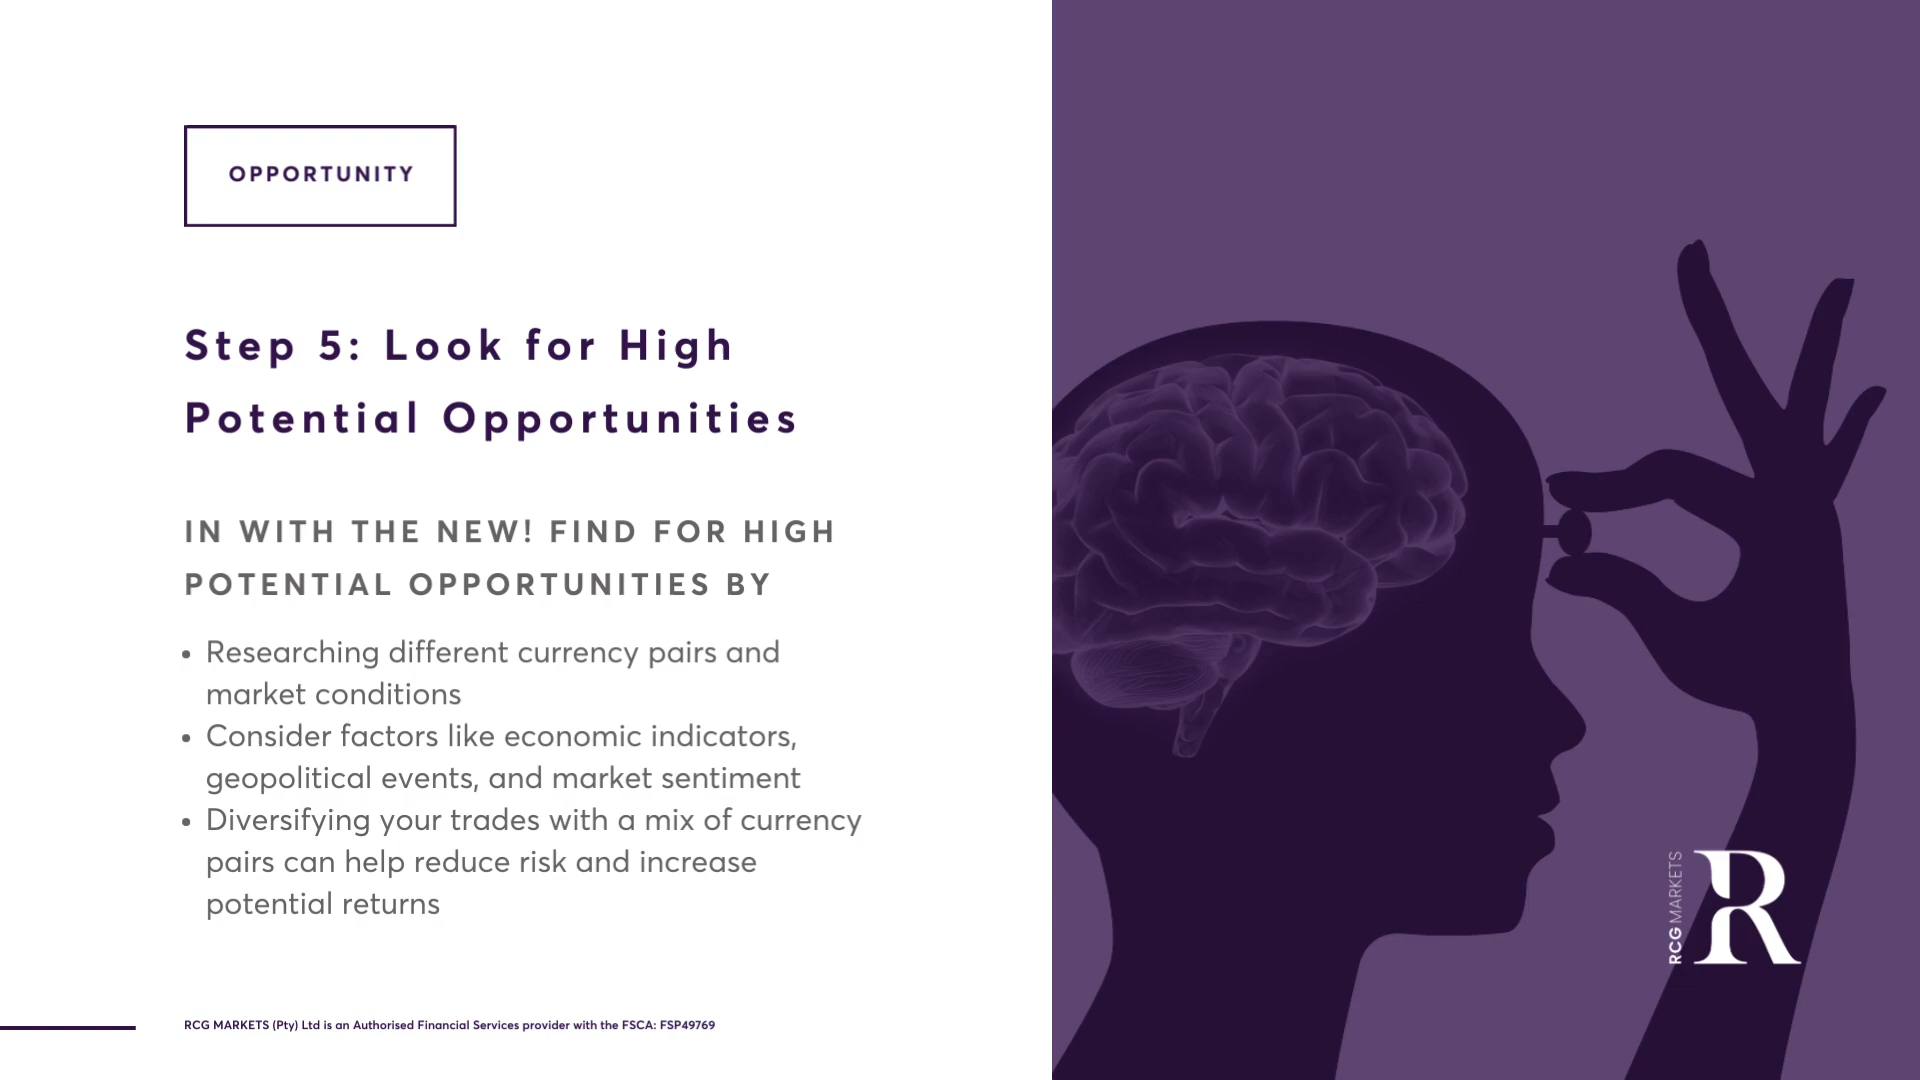 OPPORTUNITY
Step 5: Look for High
Potential Opportunities
IN WITH THE NEW! FIND FOR HIGH
POTENTIAL OPPORTUNITIES BY
• Researching different currency pairs and
market conditions
• Consider factors like economic indicators,
geopolitical events, and market sentiment
• Diversifying your trades with a mix of currency
pairs can help reduce risk and increase
potential returns
RCG MARKETS (Pty) Ltd is an Authorised Financial Services provider with the FSCA: FSP49769
RCG MARKETS
R